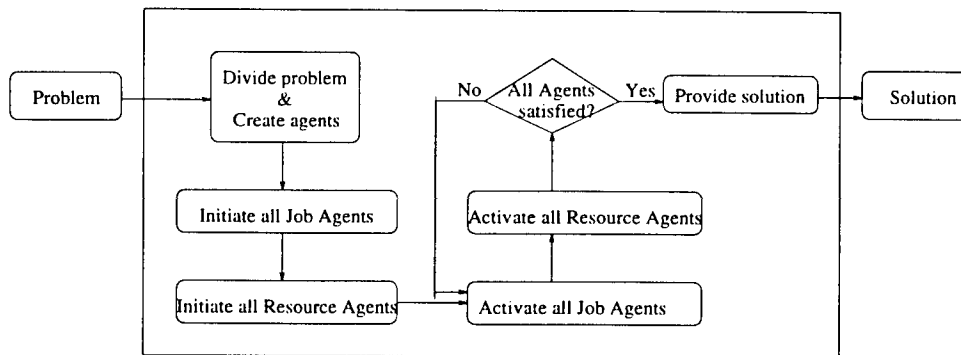 Problem
Divide problem
&
Create agents
Initiate all Job Agents
Initiate all Resource Agents
Activate all Job Agents
Activate all Resource Agents
All Agents
satisfied?
No
Yes
Provide solution
Solution